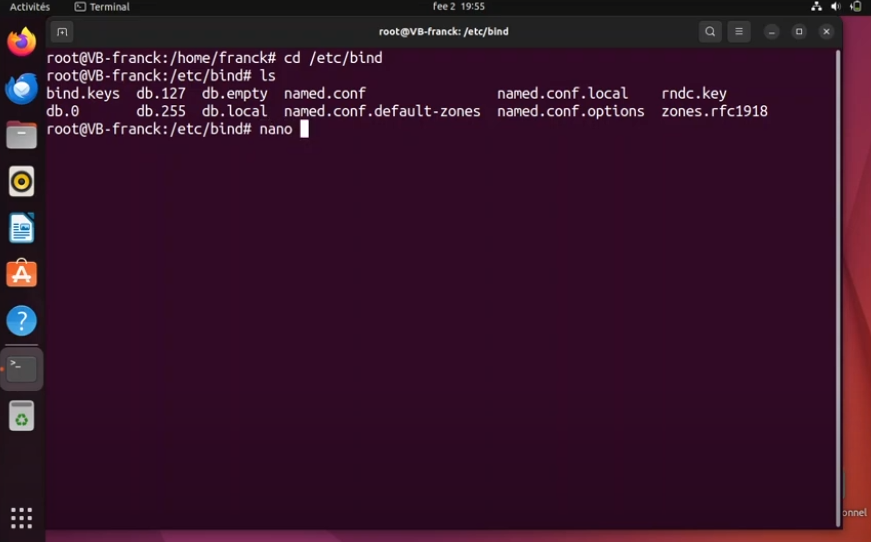 Activités Terminal fee 2 19:55
root@VB-franck: /etc/bind
root@VB-franck:/home/franck# cd /etc/bind
root@VB-franck:/etc/bind# ls
bind.keys db.127 db.empty named.conf named.conf.local rndc.key
db.0 db.255 db.local named.conf.default-zones named.conf.options zones.rfc1918
root@VB-franck:/etc/bind# nano
onnel